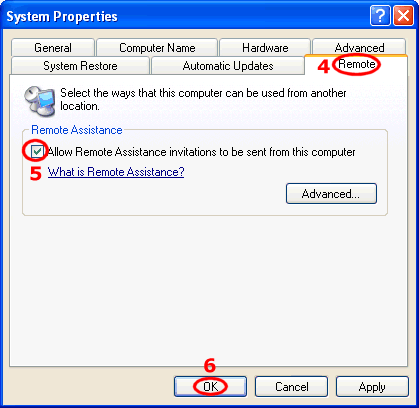 System Properties
General Computer Name Hardware Advanced
System Restore Automatic Updates 4 Remote
Select the ways that this computer can be used from another
location.
Remote Assistance
Allow Remote Assistance invitations to be sent from this computer
5 What is Remote Assistance?
Advanced...
6
OK Cancel Apply